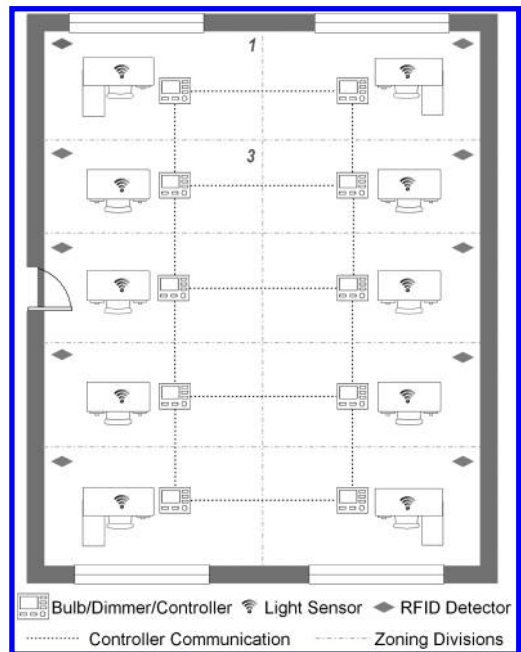 1
3
Bulb/Dimmer/Controller Light Sensor RFID Detector
Controller Communication Zoning Divisions